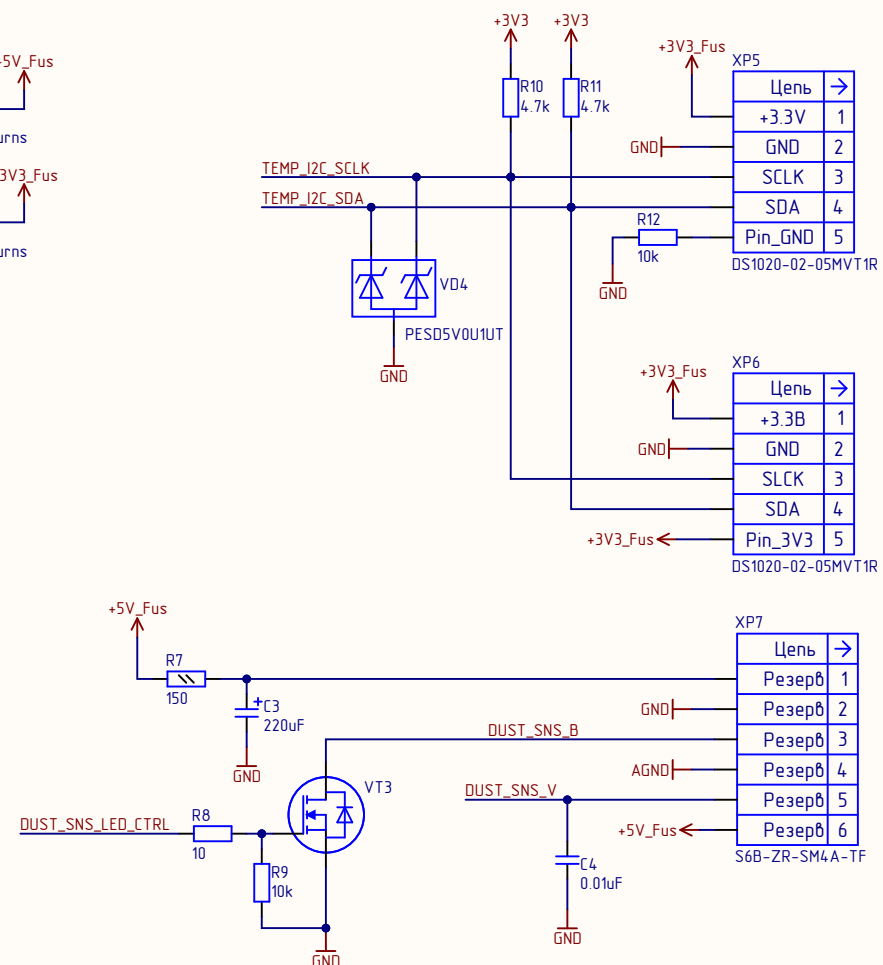 +3V3
+3V3
-5V_Fus
+3V3_Fus
XP5
R10
4.7k
R11
4.7k
Цепь
+3.3V 1
GND
GND 2
urns
TEMP_I2C_SCLK
SCLK 3
3V3_Fus
TEMP_I2C_SDA
SDA 4
R12
10k
Pin_GND 5
urns
DS1020-02-05MVT1R
VD4
GND
PESD5V0U1UT
GND
XP6
+3V3_Fus
Цепь
+3.3В 1
GND
GND 2
SLCK 3
SDA 4
+3V3_Fus
Pin_3V3 5
DS1020-02-05MVT1R
+5V_Fus
XP7
Цепь
R7
150
Резерв 1
C3
+
220uF
GND
Резерв 2
DUST_SNS_B
Резерв 3
GND
AGND
Резерв 4
VT3
DUST_SNS_V
Резерв 5
DUST_SNS_LED_CTRL
R8
10
+5V_Fus
Резерв 6
S6B-ZR-SM4A-TF
R9
10k
C4
0.01uF
GND
GND